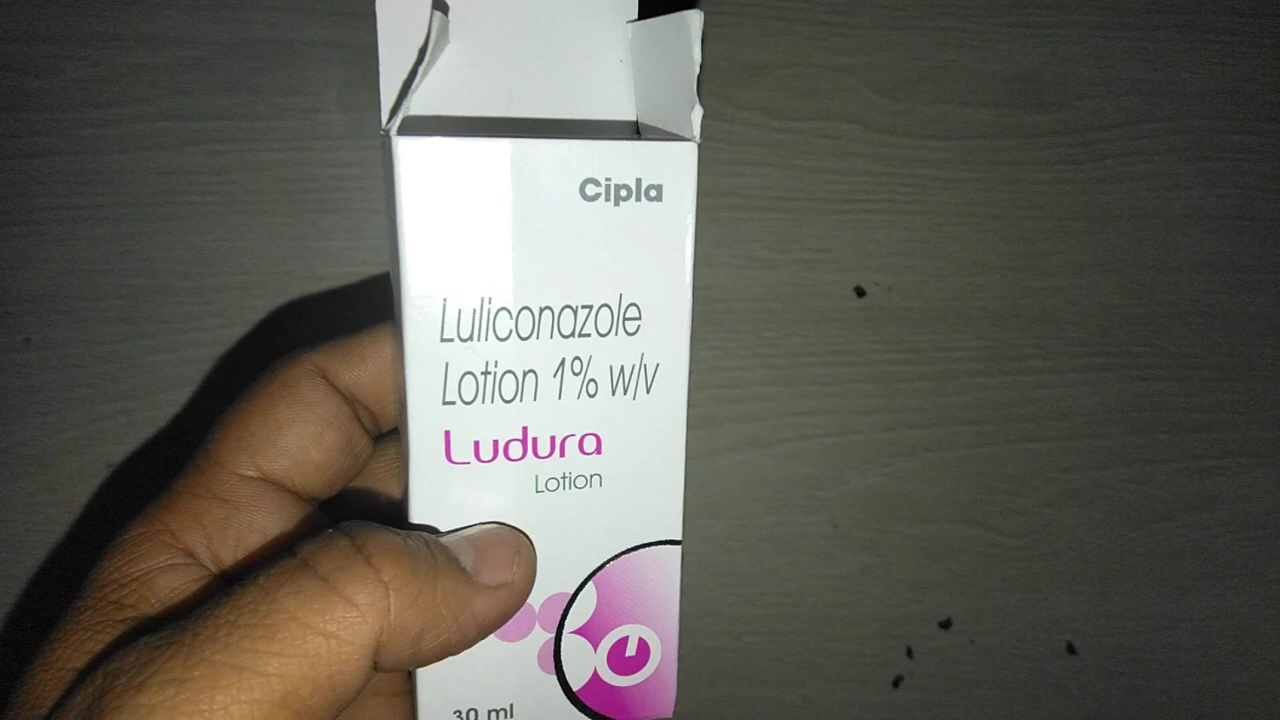 Cipla
Luliconazole
Lotion 1% w/v
Ludura
Lotion
30 ml